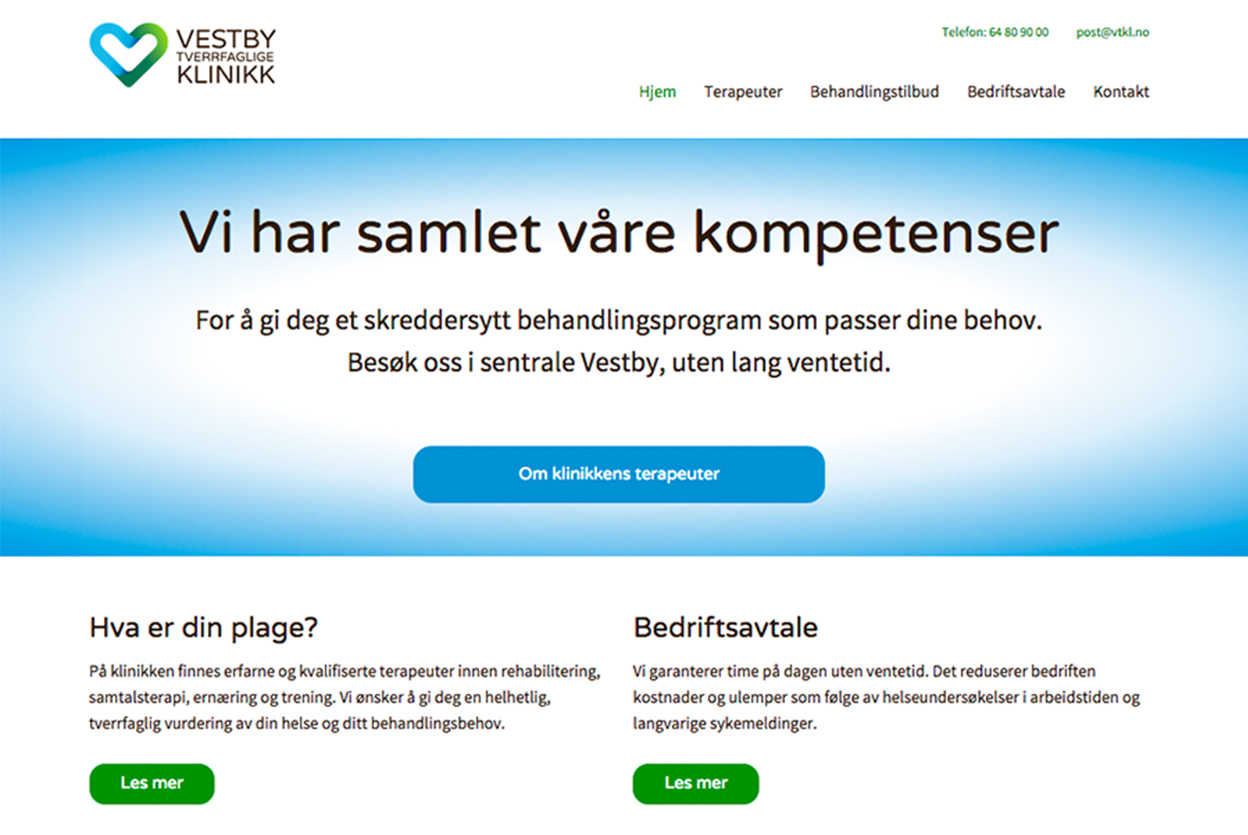 VESTBY
TVERRFAGLIGE
KLINIKK
Telefon: 64 80 90 00 post@vtkl.no
Hjem Terapeuter Behandlingstilbud Bedriftsavtale Kontakt
Vi har samlet våre kompetenser
For å gi deg et skreddersytt behandlingsprogram som passer dine behov.
Besøk oss i sentrale Vestby, uten lang ventetid.
Om klinikkens terapeuter
Hva er din plage?
På klinikken finnes erfarne og kvalifiserte terapeuter innen rehabilitering,
samtalsterapi, ernæring og trening. Vi ønsker å gi deg en helhetlig,
tverrfaglig vurdering av din helse og ditt behandlingsbehov.
Les mer
Bedriftsavtale
Vi garanterer time på dagen uten ventetid. Det reduserer bedriften
kostnader og ulemper som følge av helseundersøkelser i arbeidstiden og
langvarige sykemeldinger.
Les mer